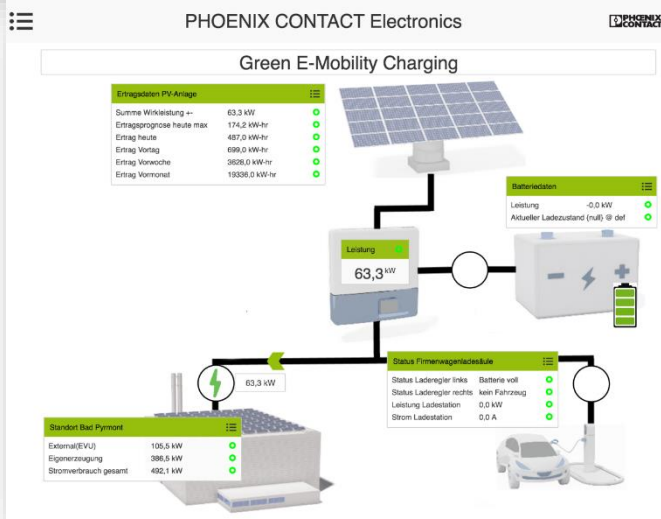 PHOENIX CONTACT Electronics
PHOENIX CONTACT
Green E-Mobility Charging
Ertragsdaten PV-Anlage
Summe Wirkleistung +- 63,3 kW
Ertragsprognose heute max 174,2 kW-hr
Ertrag heute 487,0 kW-hr
Ertrag Vortag 699,0 kW-hr
Ertrag Vorwoche 3628,0 kW-hr
Ertrag Vormonat 19336,0 kW-hr
Batteriedaten
Leistung -0,0 kW
Aktueller Ladezustand (null) @ def
Leistung
63,3 kW
63,3 kW
Status Firmenwagenladesäule
Status Laderegler links Batterie voll
Status Laderegler rechts kein Fahrzeug
Leistung Ladestation 0,0 kW
Strom Ladestation 0,0 A
Standort Bad Pyrmont
External(EVU) 105,5 kW
Eigenerzeugung 386,5 kW
Stromverbrauch gesamt 492,1 kW